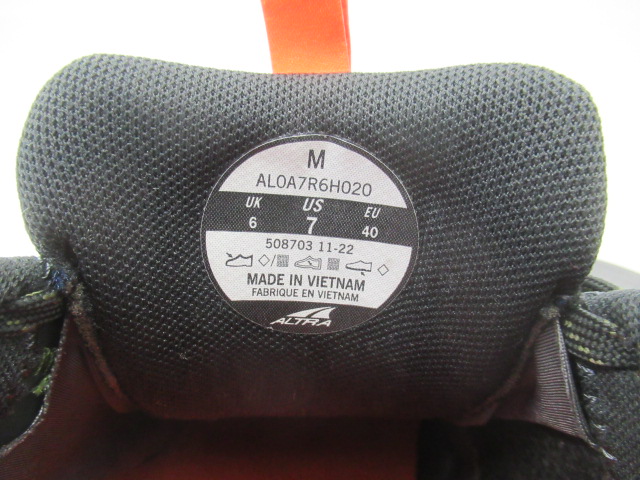 M
AL0A7R6H020
UK US EU
6 7 40
508703 11-22
MADE IN VIETNAM
FABRIQUE EN VIETNAM
ALTRA